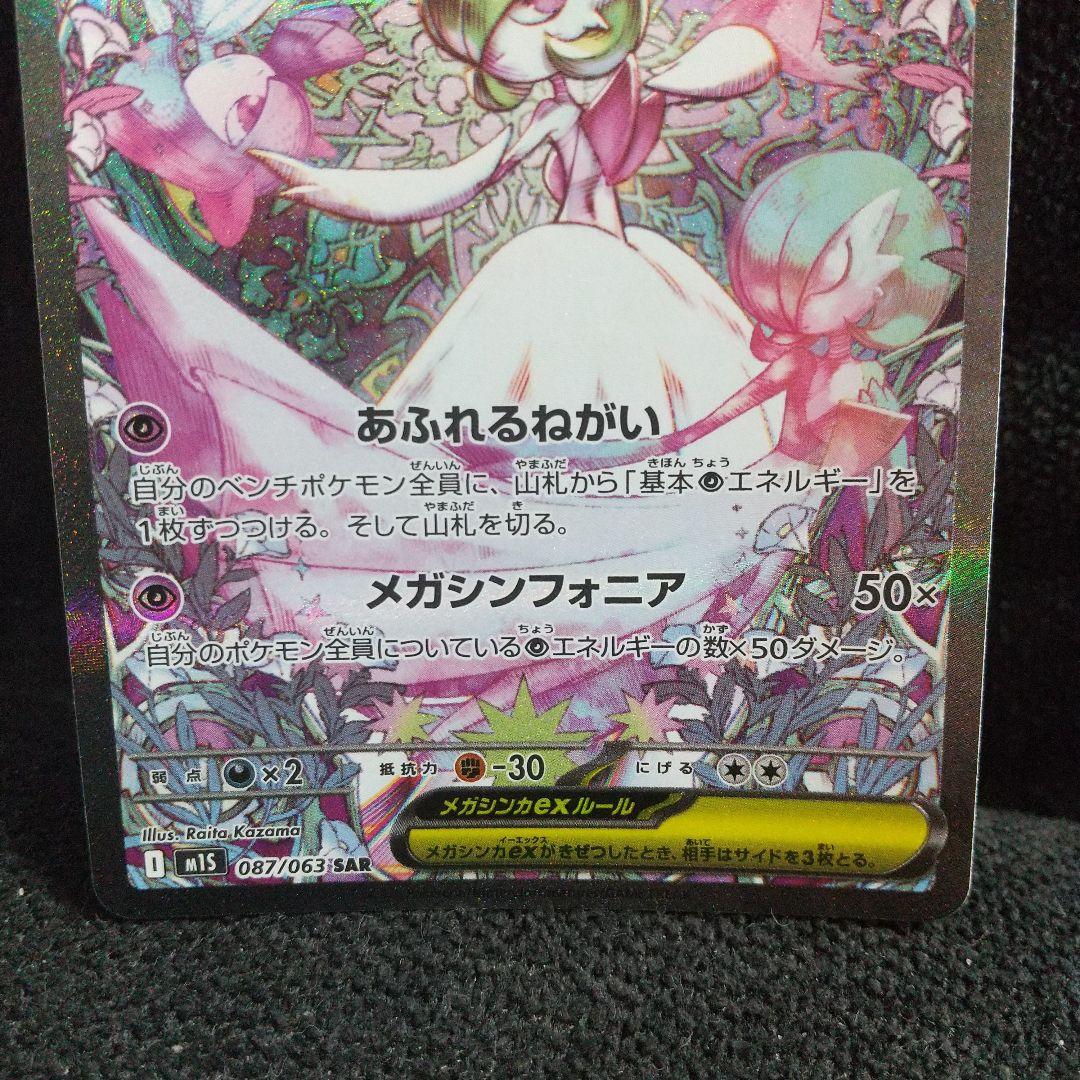 あふれるねがい
自分のベンチポケモン全員に、山札から「基本エネルギー」を
1枚ずつつける。そして山札を切る。
メガシンフォニア 50×
自分のポケモン全員についているエネルギーの数×50ダメージ。
弱点 ×2 抵抗力 -30 にげる
メガシンカexルール
メガシンカexがきぜつしたとき、相手はサイドを3枚とる。
Illus. Raita Kazama
M1S 087/063 SAR